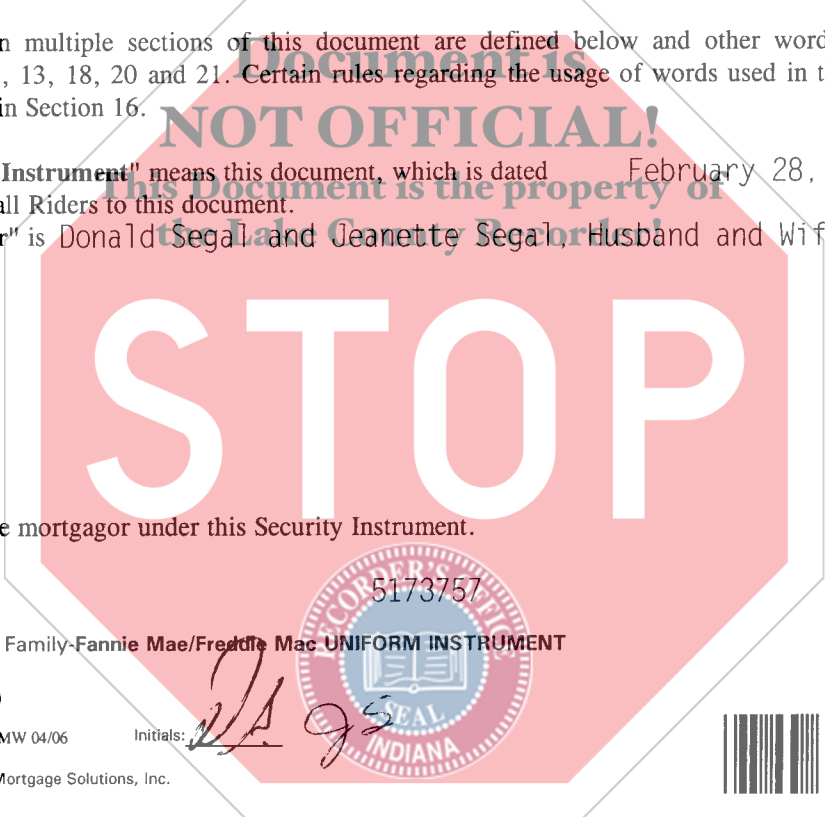 n multiple sections of this document are defined below and other word
Document is
, 13, 18, 20 and 21. Certain rules regarding the usage of words used in t
in Section 16.
NOT OFFICIAL!
Instrument" means this document, which is dated February 28,
This Document is the property of
all Riders to this document.
r" is Donald Segal and Jeanette Segal, Husband and Wif
the Lake County Recorder!
STOP
e mortgagor under this Security Instrument.
RECORDER'S OFFICE
5173757
Family-Fannie Mae/Freddie Mac UNIFORM INSTRUMENT
)
SEAL
MW 04/06 Initials: DS JS
INDIANA
Mortgage Solutions, Inc.